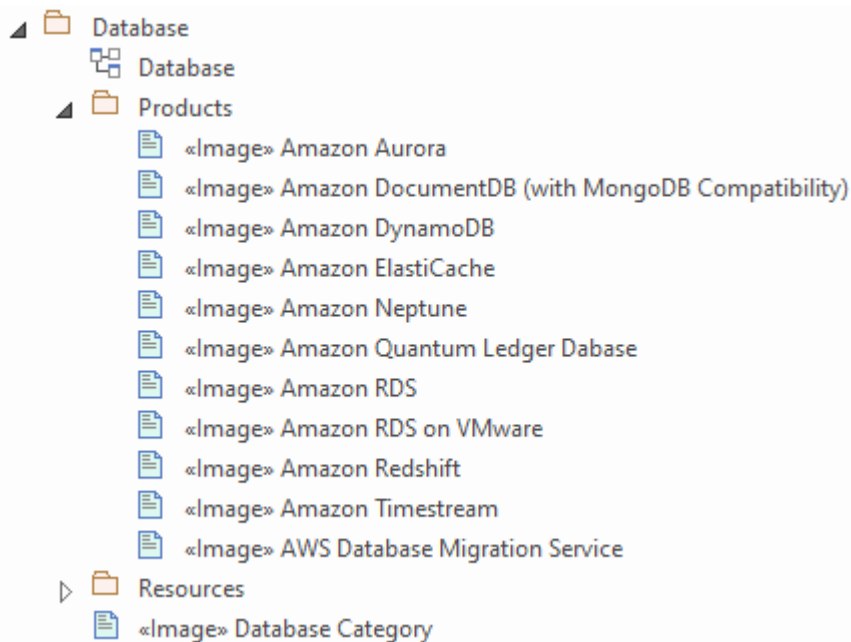 Database
Database
Products
«Image» Amazon Aurora
«Image» Amazon DocumentDB (with MongoDB Compatibility)
«Image» Amazon DynamoDB
«Image» Amazon ElastiCache
«Image» Amazon Neptune
«Image» Amazon Quantum Ledger Dabase
«Image» Amazon RDS
«Image» Amazon RDS on VMware
«Image» Amazon Redshift
«Image» Amazon Timestream
«Image» AWS Database Migration Service
Resources
«Image» Database Category